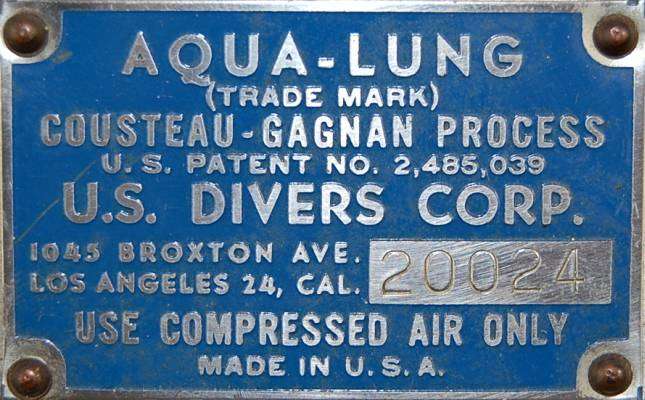 AQUA-LUNG
(TRADE MARK)
COUSTEAU-GAGNAN PROCESS
U.S. PATENT NO. 2,485,039
U.S. DIVERS CORP.
1045 BROXTON AVE.
LOS ANGELES 24, CAL.
20024
USE COMPRESSED AIR ONLY
MADE IN U.S.A.